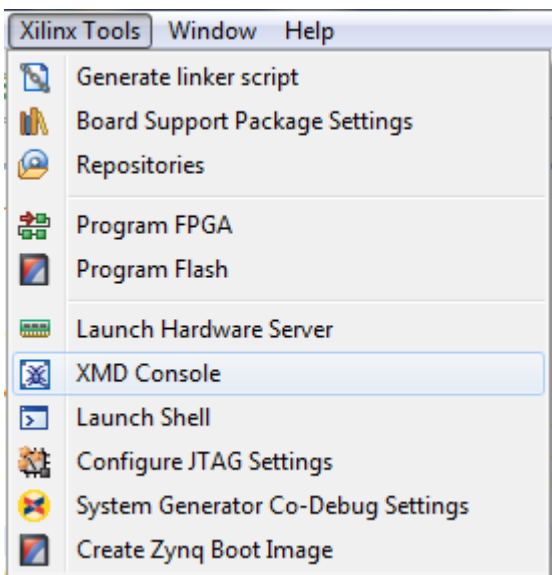 Xilinx Tools Window Help
Generate linker script
Board Support Package Settings
Repositories
Program FPGA
Program Flash
Launch Hardware Server
XMD Console
Launch Shell
Configure JTAG Settings
System Generator Co-Debug Settings
Create Zynq Boot Image